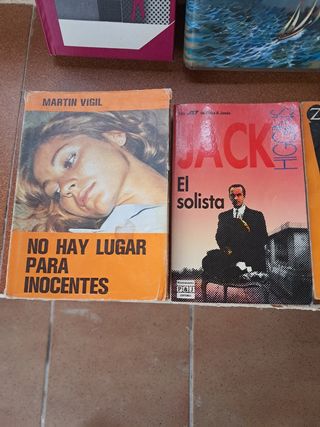 MARTIN VIGIL
NO HAY LUGAR
PARA
INOCENTES
JACK
HIGGINS
El
solista
Z